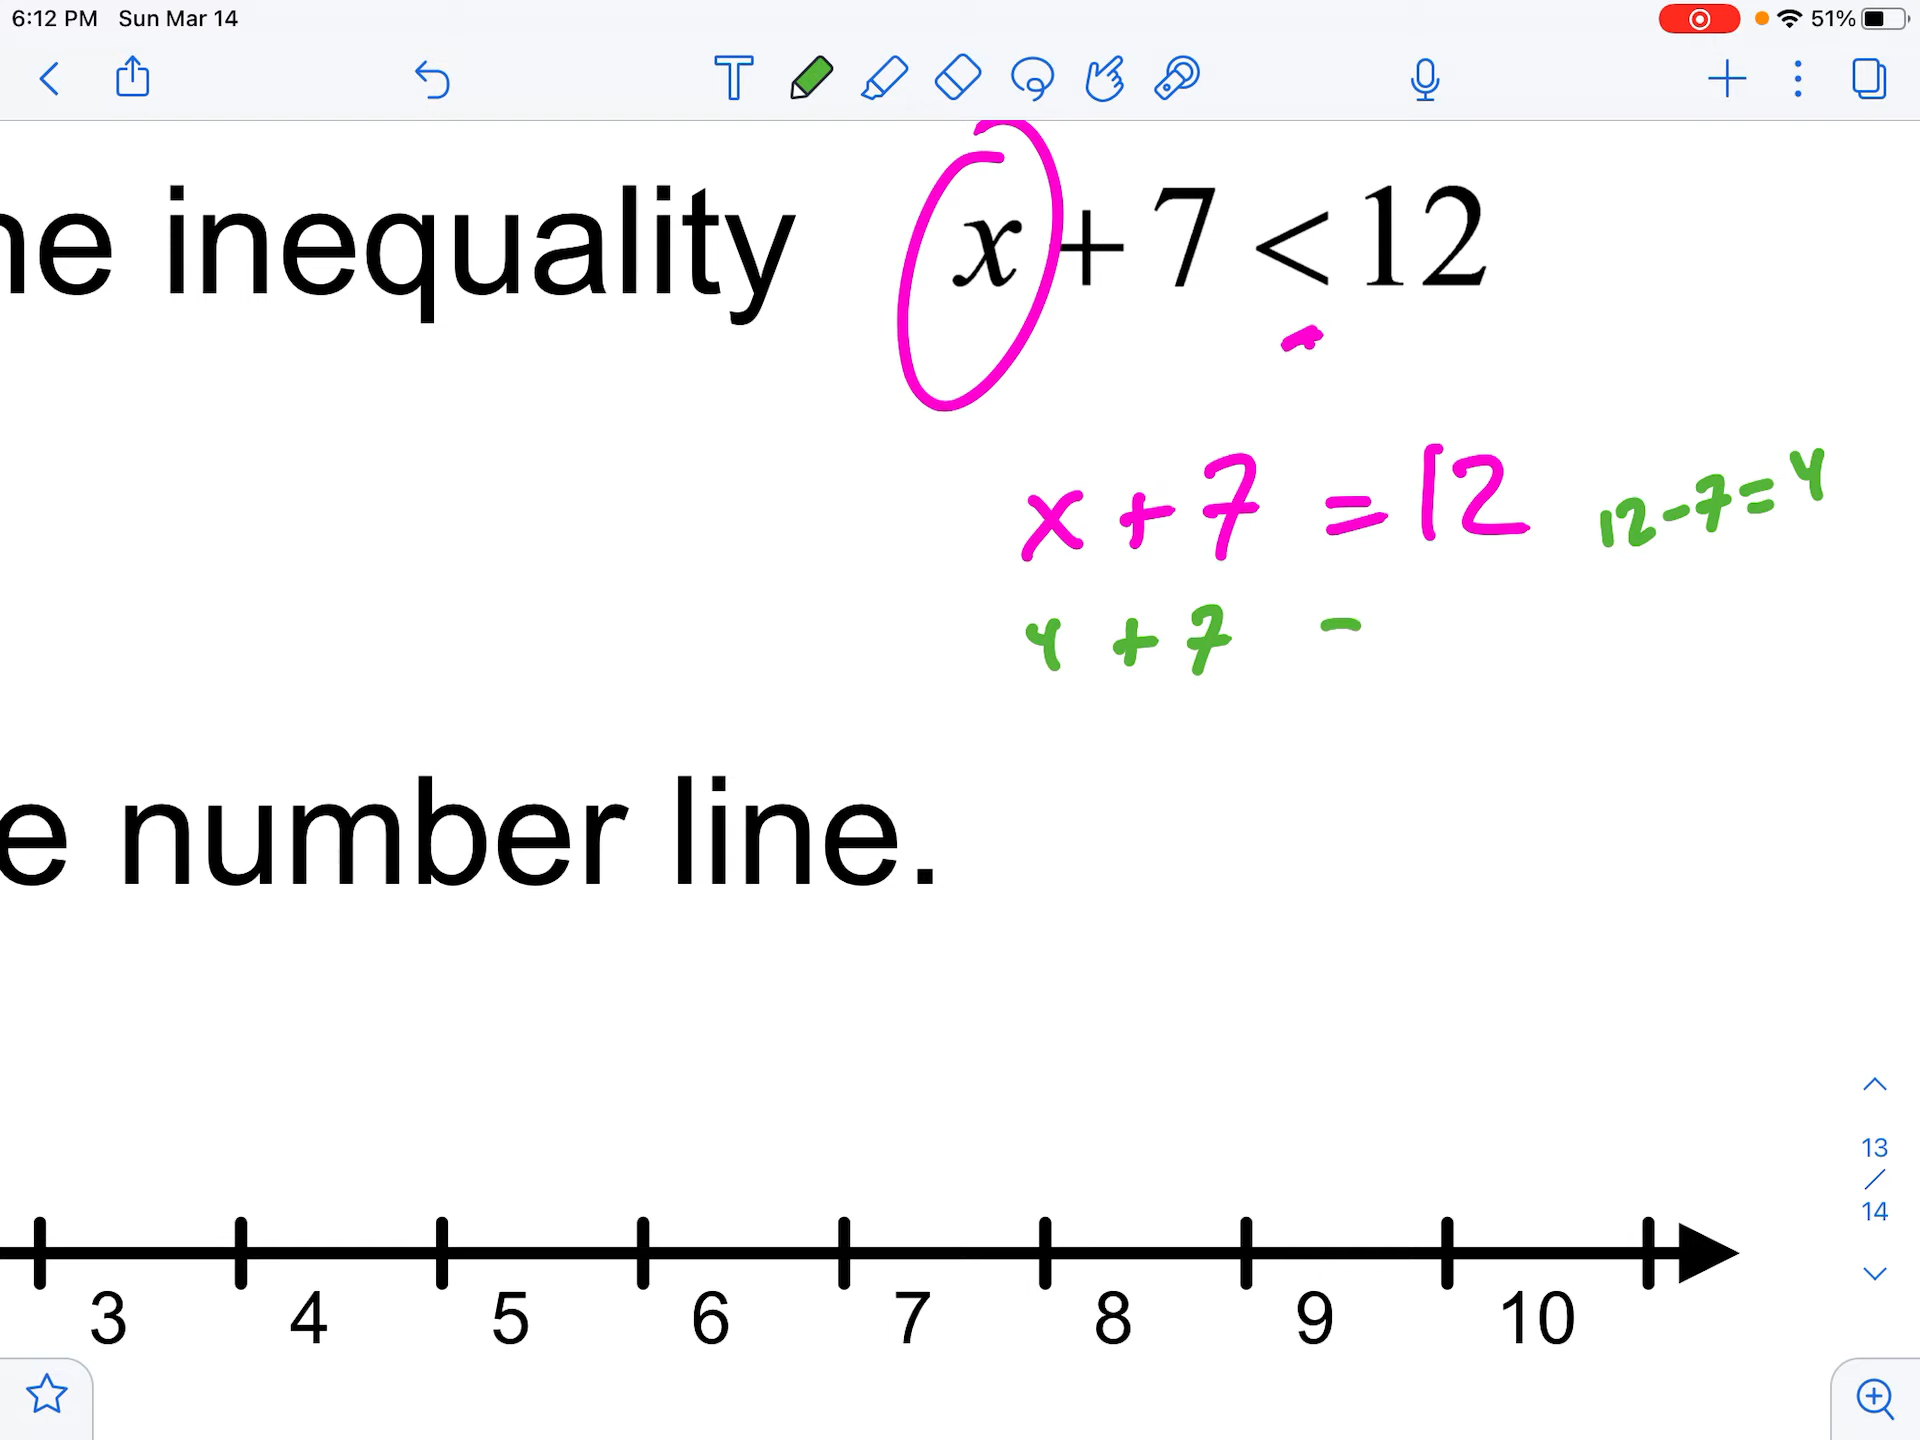 6:12 PM Sun Mar 14
51%
he inequality x + 7 < 12
x + 7 = 12
12-7=4
4 + 7 -
e number line.
13
/
14
3 4 5 6 7 8 9 10